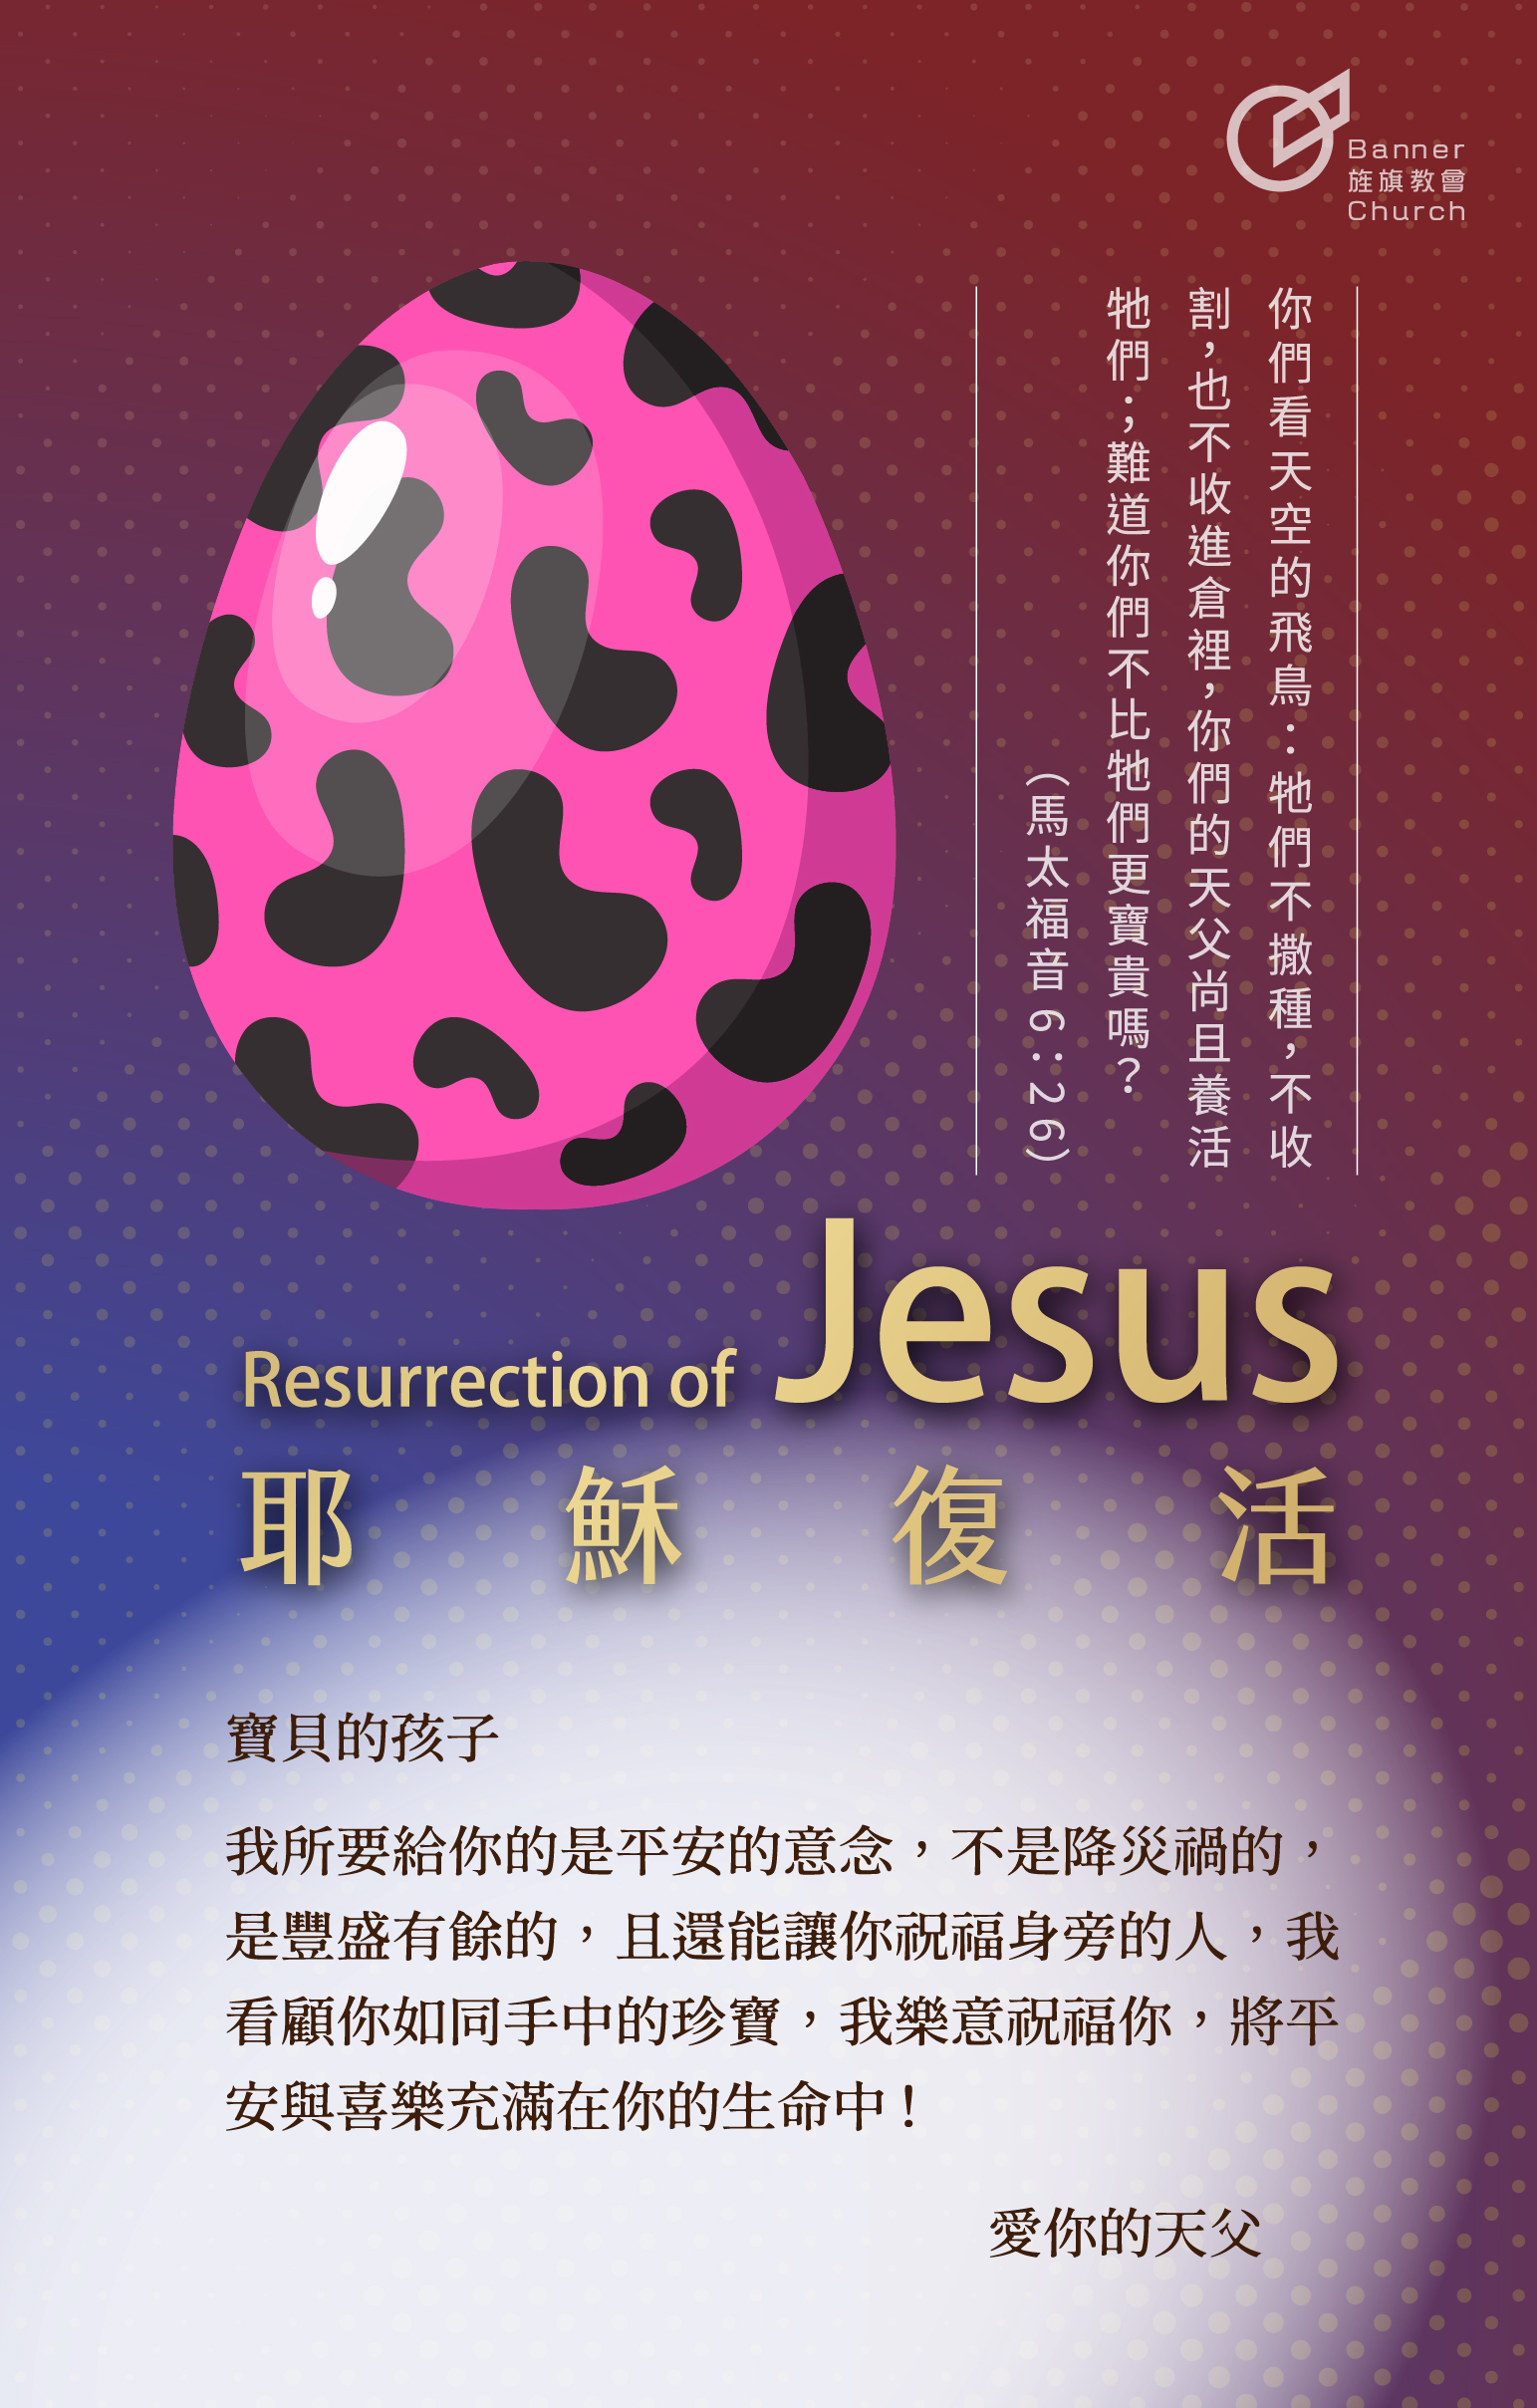 Banner
旌旗教會
Church
你們看天空的飛鳥：牠們不撒種，不收
割，也不收進倉裡，你們的天父尚且養活
牠們；難道你們不比牠們更寶貴嗎？
（馬太福音 6：26）
Resurrection of Jesus
耶穌復活
寶貝的孩子
我所要給你的是平安的意念，不是降災禍的，
是豐盛有餘的，且還能讓你祝福身旁的人，我
看顧你如同手中的珍寶，我樂意祝福你，將平
安與喜樂充滿在你的生命中！
愛你的天父